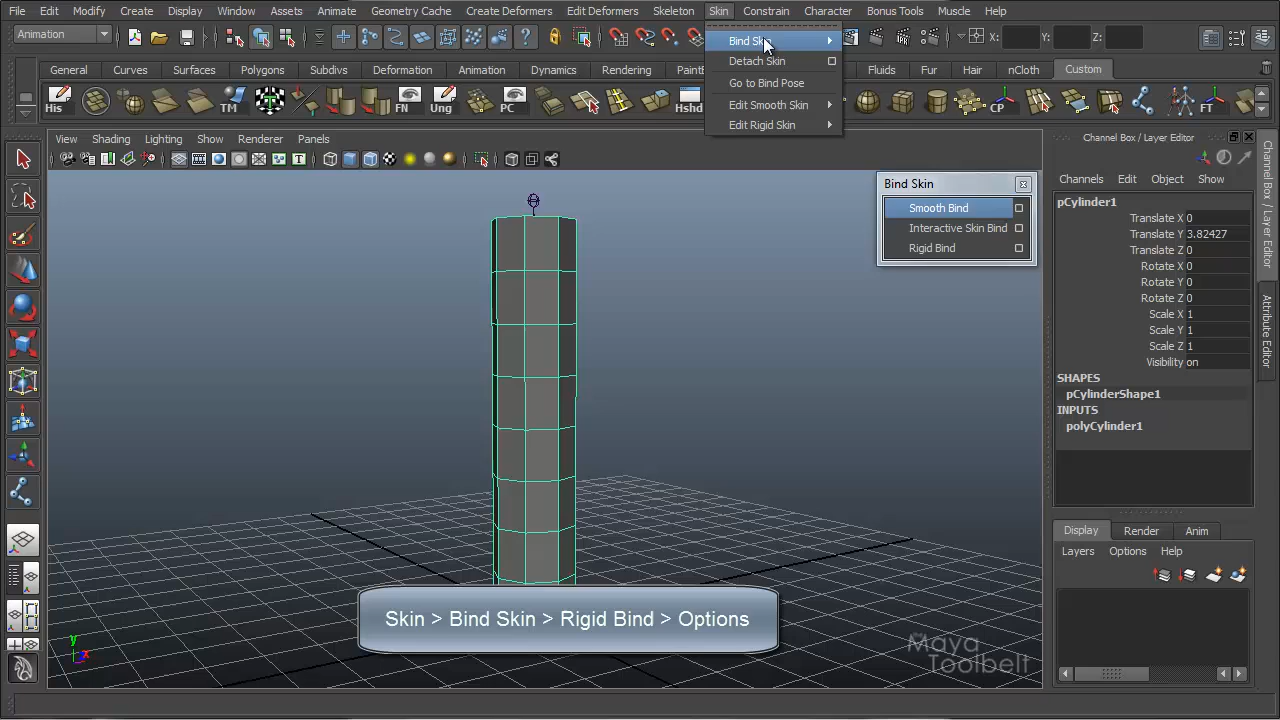 File Edit Modify Create Display Window Assets Animate Geometry Cache Create Deformers Edit Deformers Skeleton Skin Constrain Character Bonus Tools Muscle Help
Animation
X: Y: Z:
Bind Skin
Detach Skin
Go to Bind Pose
Edit Smooth Skin
Edit Rigid Skin
General Curves Surfaces Polygons Subdivs Deformation Animation Dynamics Rendering Fluids Fur Hair nCloth Custom
His TM FN Ung PC Hshd CP FT
View Shading Lighting Show Renderer Panels
Bind Skin
Smooth Bind
Interactive Skin Bind
Rigid Bind
Channel Box / Layer Editor
Channels Edit Object Show
pCylinder1
Translate X 0
Translate Y 3.82427
Translate Z 0
Rotate X 0
Rotate Y 0
Rotate Z 0
Scale X 1
Scale Y 1
Scale Z 1
Visibility on
SHAPES
pCylinderShape1
INPUTS
polyCylinder1
Display Render Anim
Layers Options Help
Channel Box / Layer Editor
Attribute Editor
Skin > Bind Skin > Rigid Bind > Options
y
x
Maya
Toolbelt